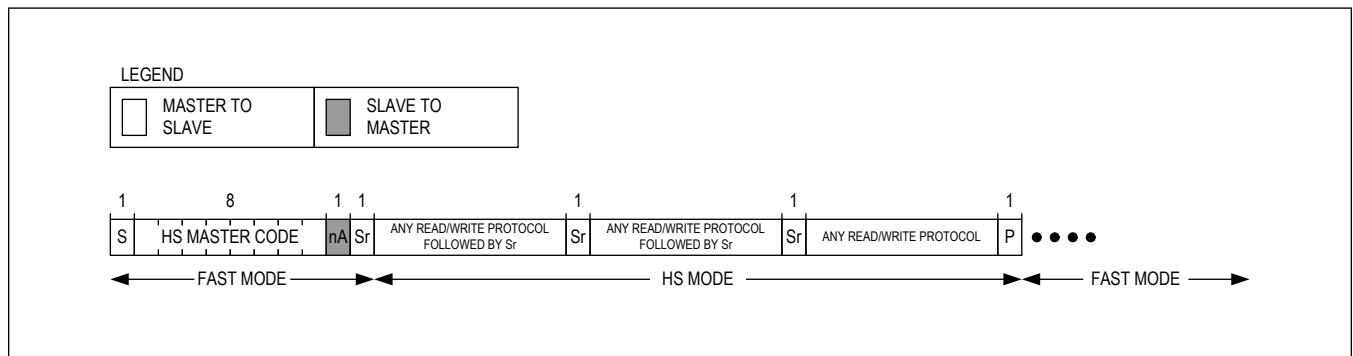 LEGEND
MASTER TO
SLAVE
SLAVE TO
MASTER
1 8 1 1 1 1 1
S HS MASTER CODE nA Sr ANY READ/WRITE PROTOCOL FOLLOWED BY Sr Sr ANY READ/WRITE PROTOCOL FOLLOWED BY Sr Sr ANY READ/WRITE PROTOCOL P
FAST MODE HS MODE FAST MODE